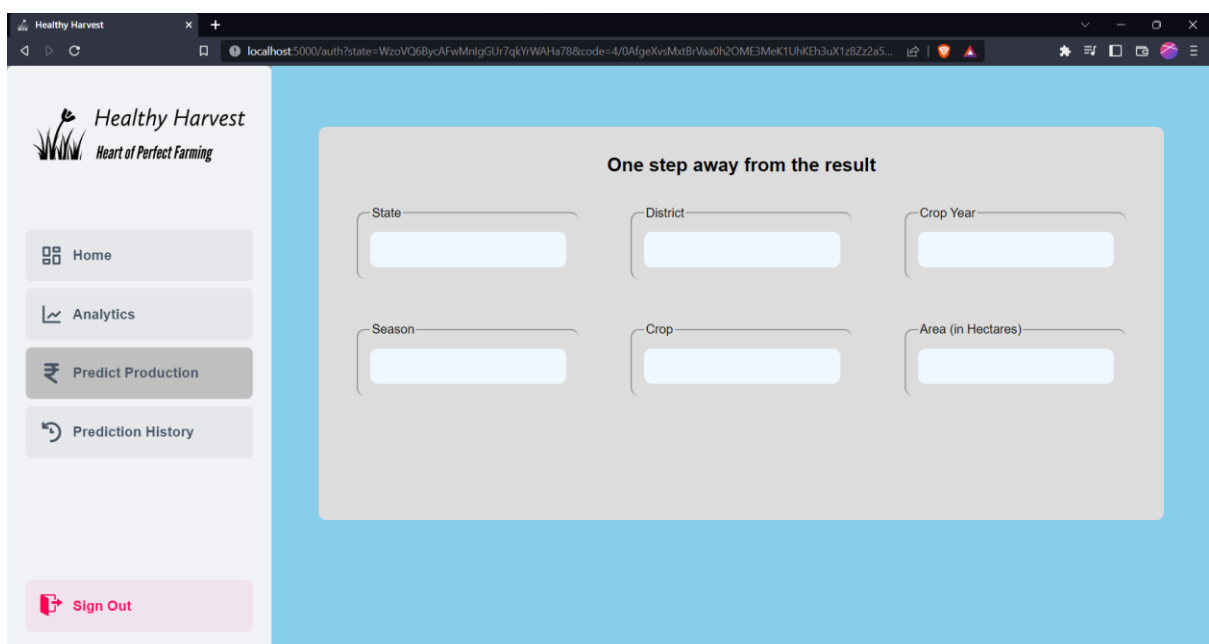 Healthy Harvest
localhost:5000/auth?state=WzoVQ6BycAFwMnIgGUr7qkYrWAHa78&code=4/0AfgeXvsMxtBrVaa0h2OME3MeK1UhKEh3uX1z8Zz2a5...
Healthy Harvest
Heart of Perfect Farming
Home
Analytics
Predict Production
Prediction History
Sign Out
One step away from the result
State District Crop Year
Season Crop Area (in Hectares)